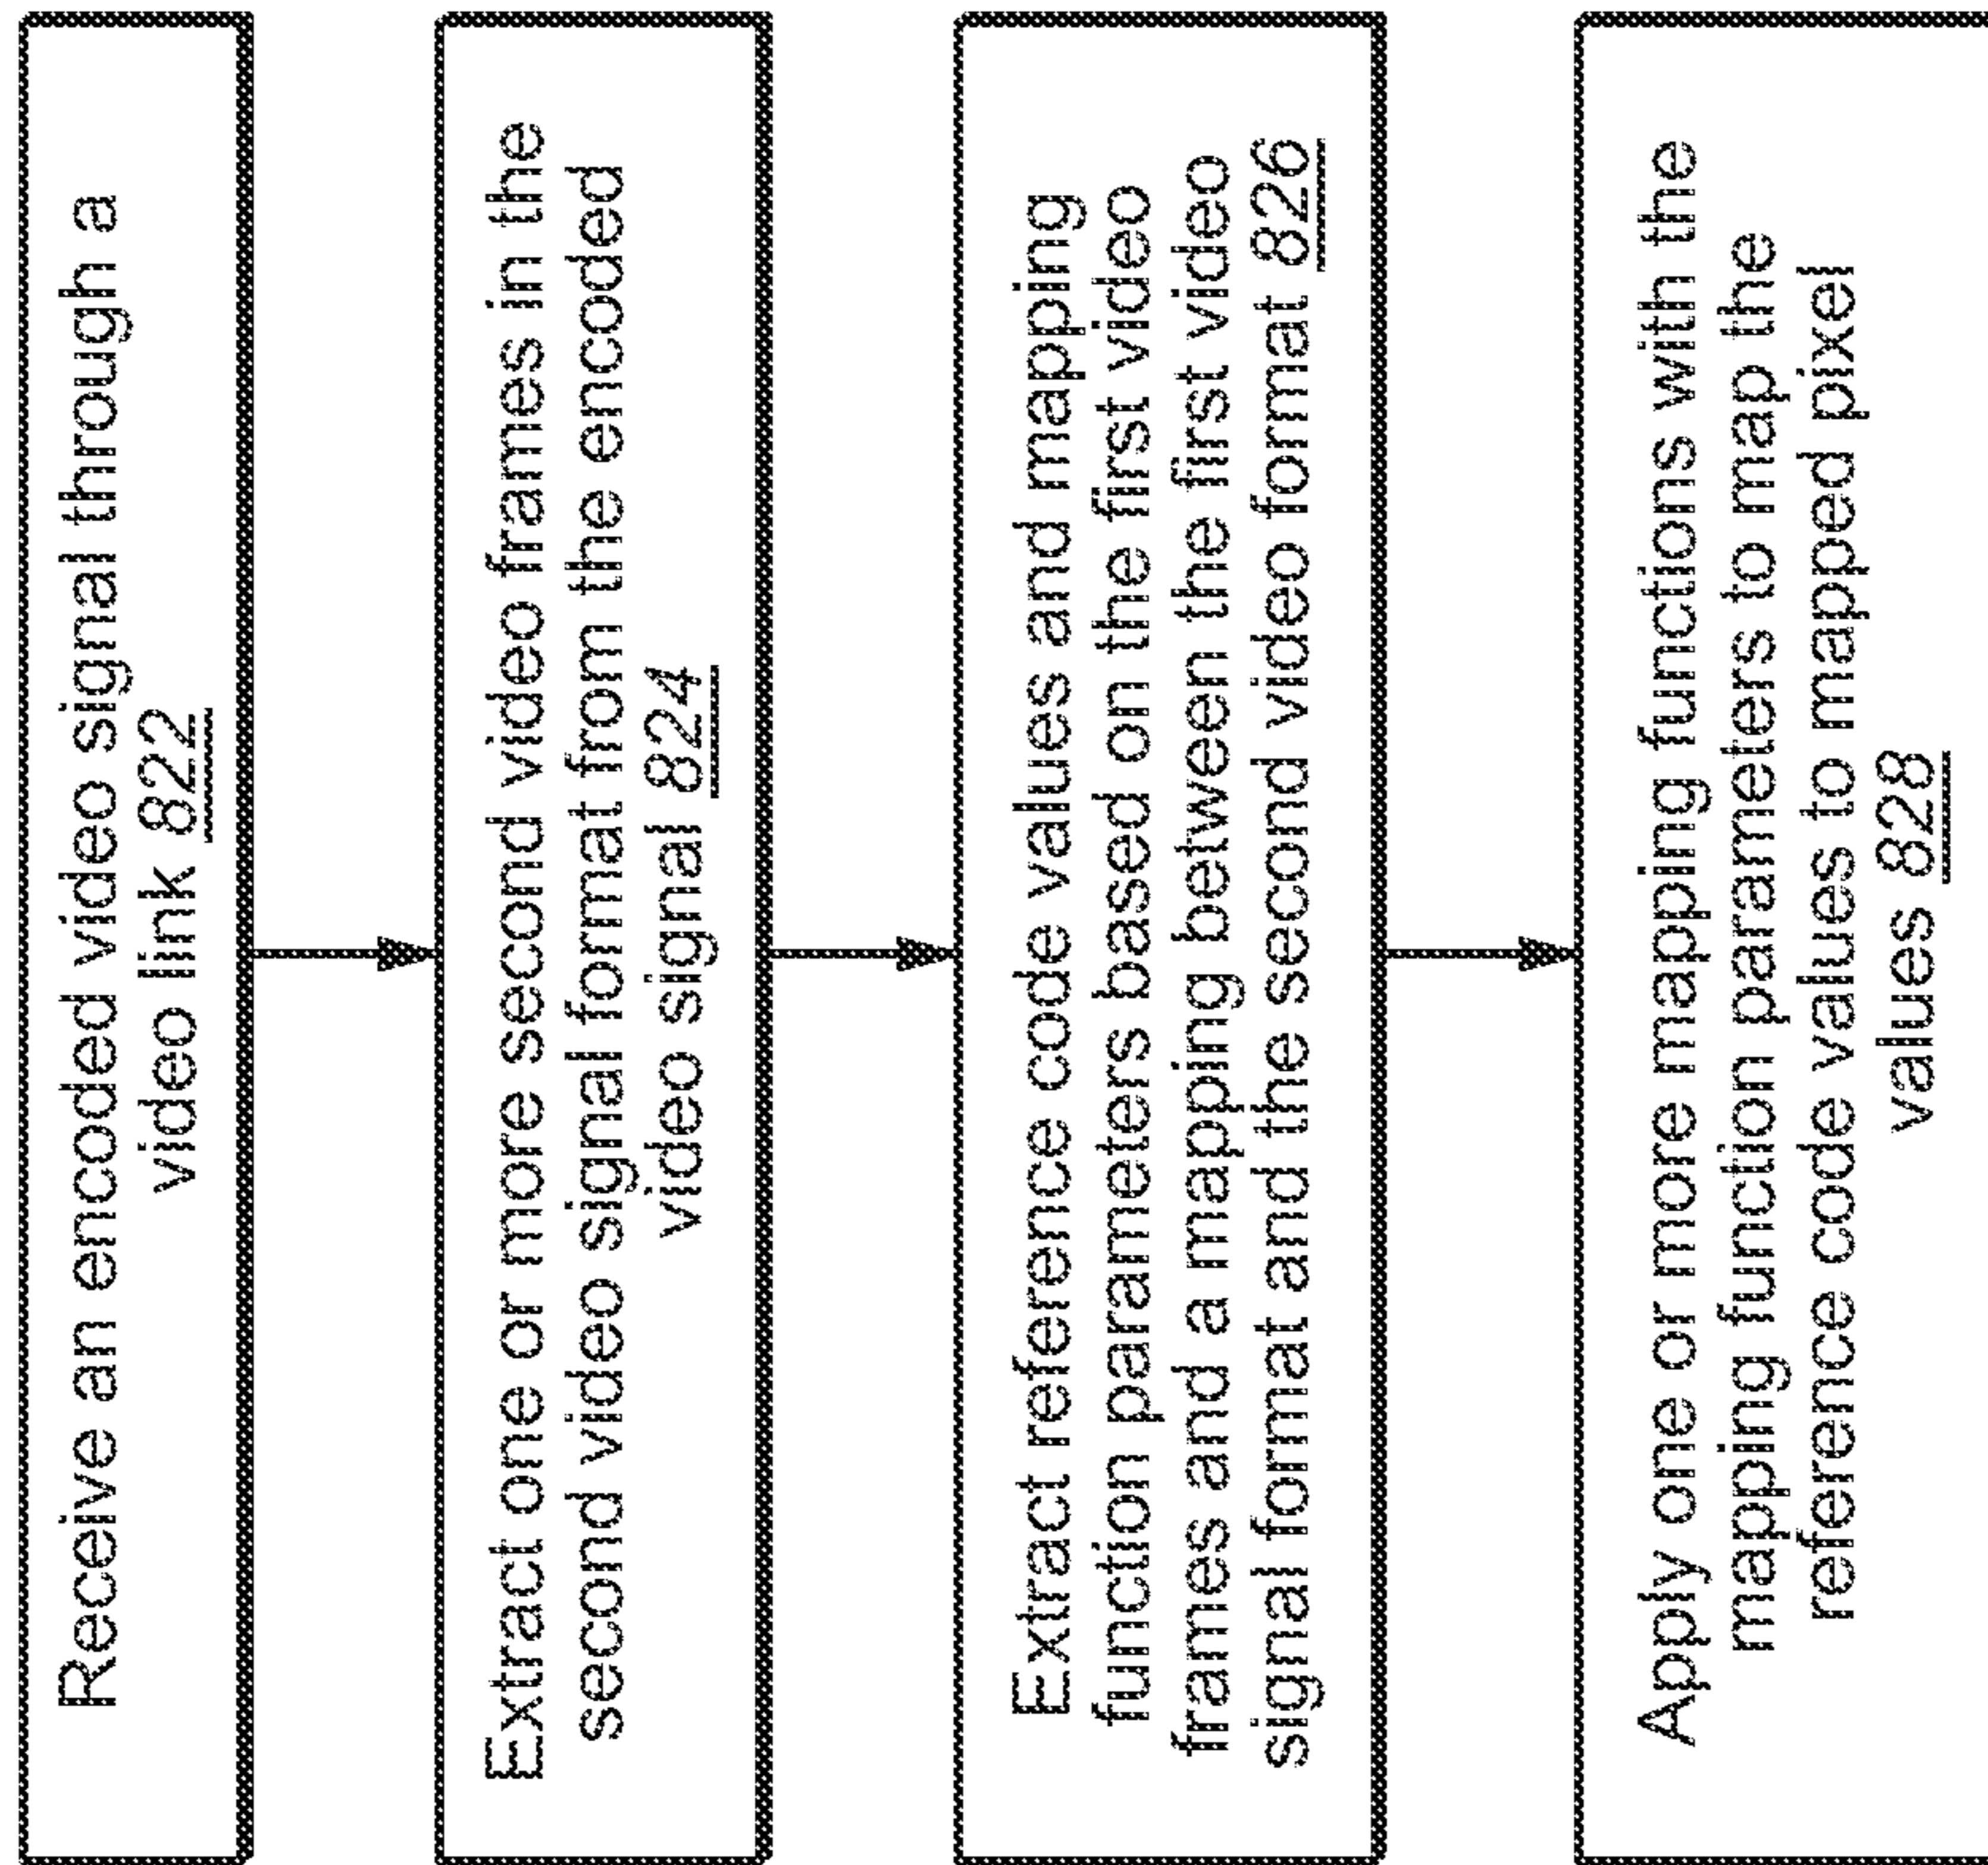 Receive an encoded video signal through a
video link 822
Extract one or more second video frames in the
second video signal format from the encoded
video signal 824
Extract reference code values and mapping
function parameters based on the first video
frames and a mapping between the first video
signal format and the second video format 826
Apply one or more mapping functions with the
mapping function parameters to map the
reference code values to mapped pixel
values 828